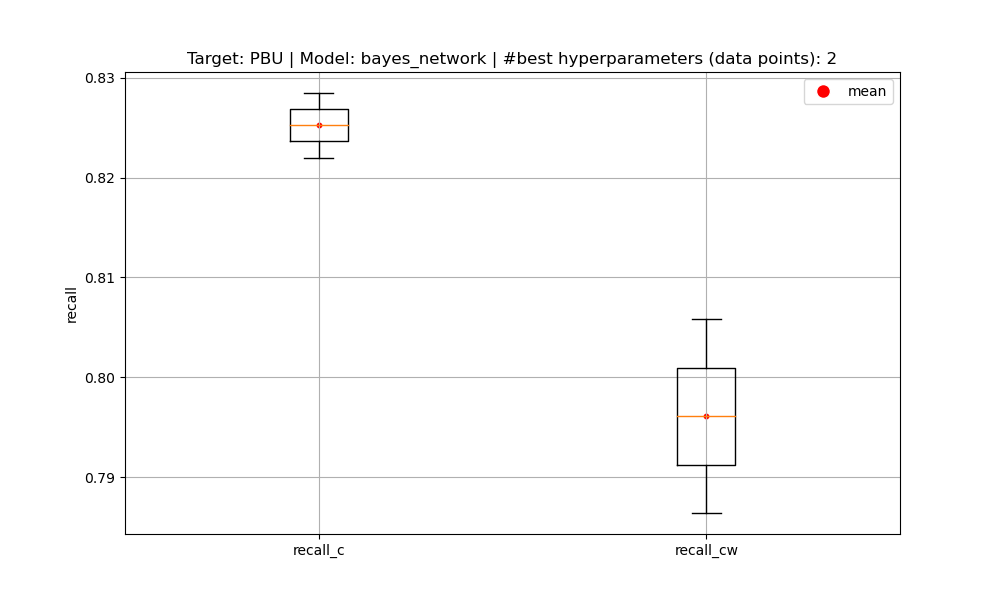 Target: PBU | Model: bayes_network | #best hyperparameters (data points): 2
mean
0.83
0.82
0.81
0.80
0.79
recall
recall_c
recall_cw